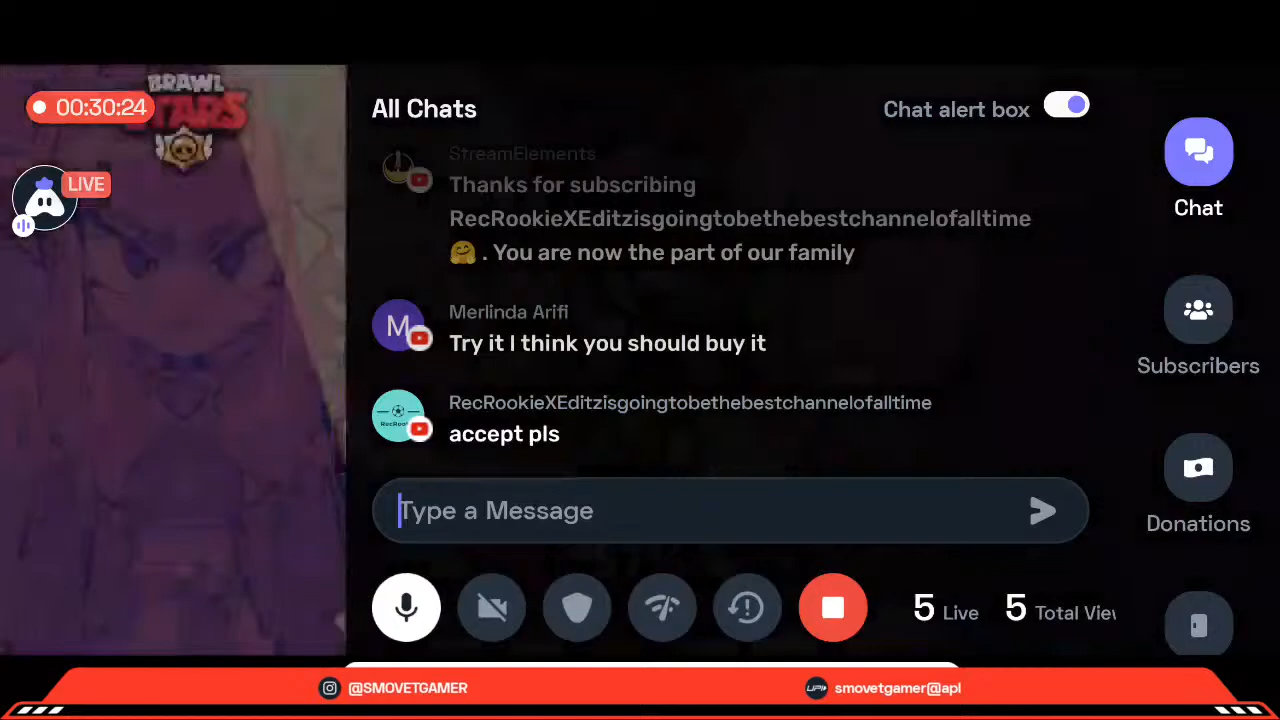 BRAWL
STARS
00:30:24
LIVE
All Chats
Chat alert box
StreamElements
Thanks for subscribing
RecRookieXEditzisgoingtobethebestchannelofalltime
🤗 . You are now the part of our family
M
Merlinda Arifi
Try it I think you should buy it
RecRookieXEditzisgoingtobethebestchannelofalltime
accept pls
Type a Message
5 Live
5 Total Vie
Chat
Subscribers
Donations
@SMOVETGAMER
UPI
smovetgamer@apl